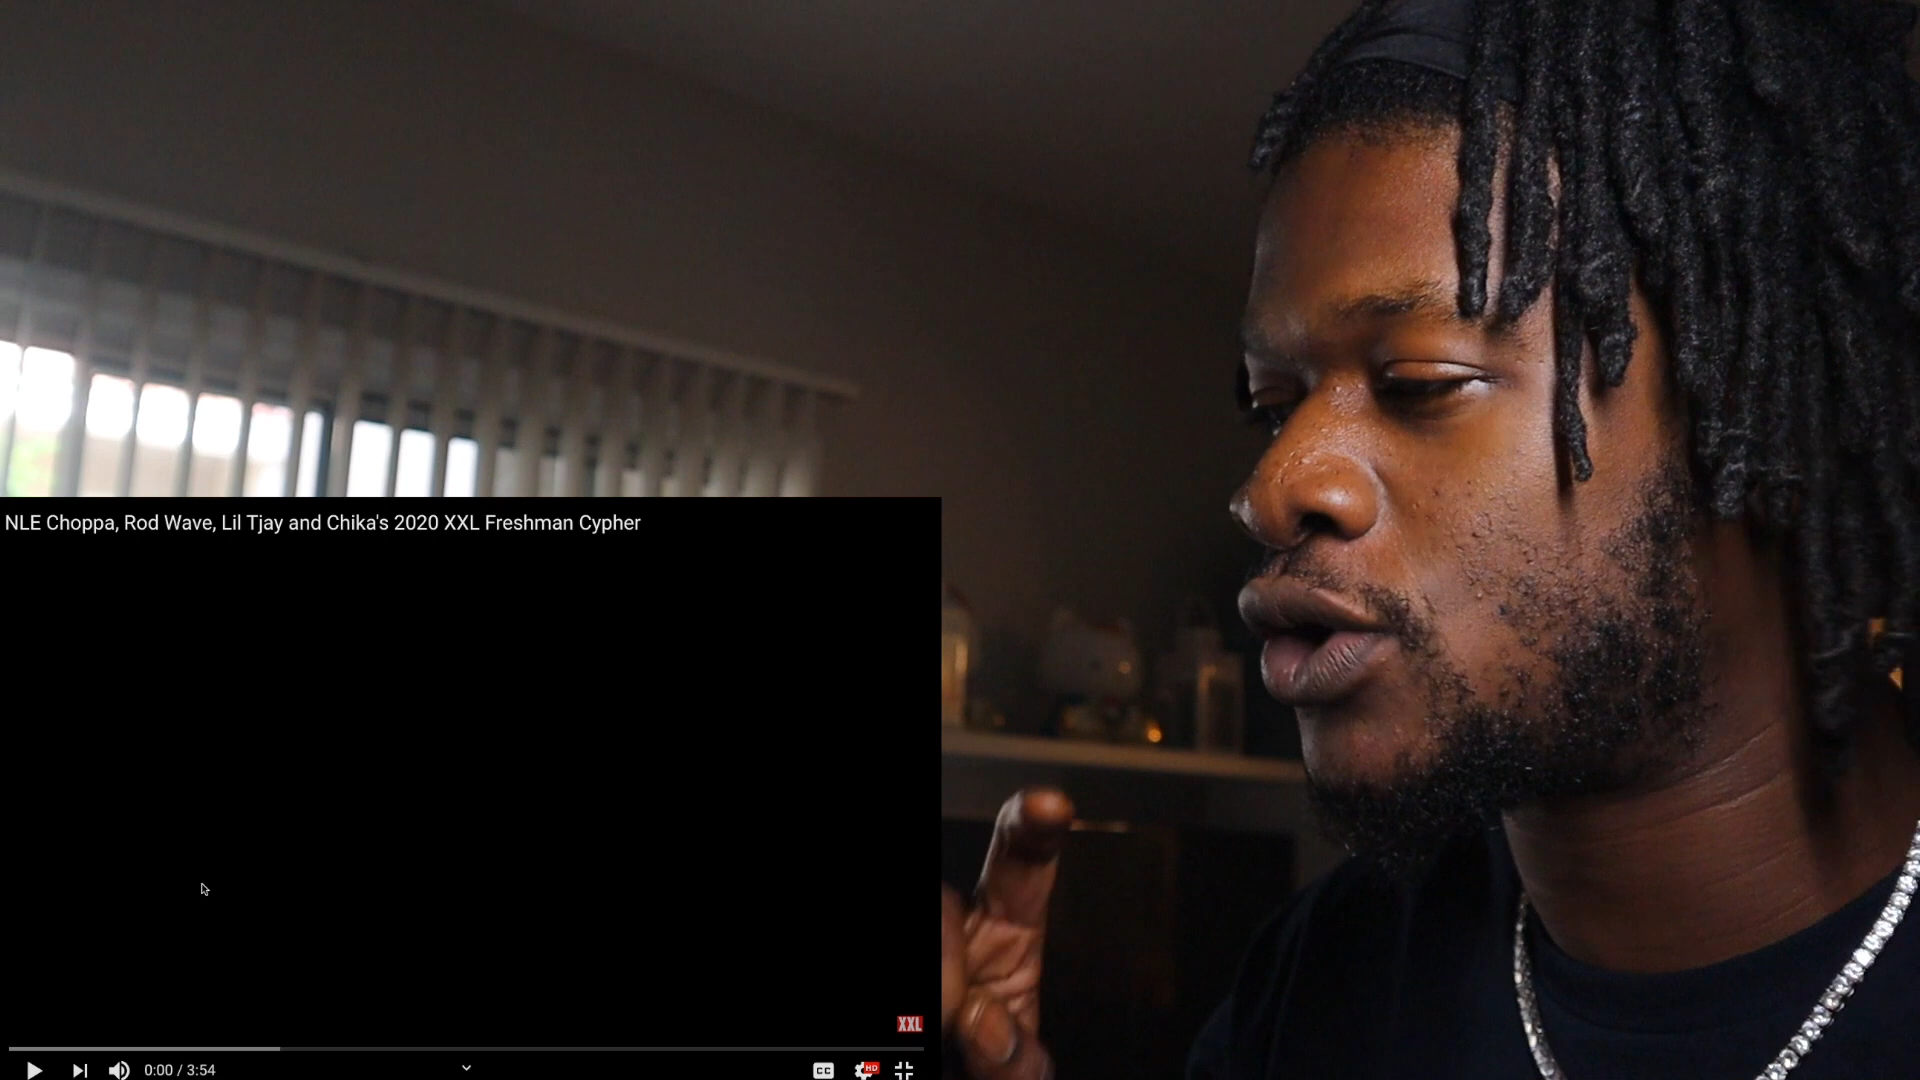 NLE Choppa, Rod Wave, Lil Tjay and Chika's 2020 XXL Freshman Cypher
XXL
0:00 / 3:54
CC
HD